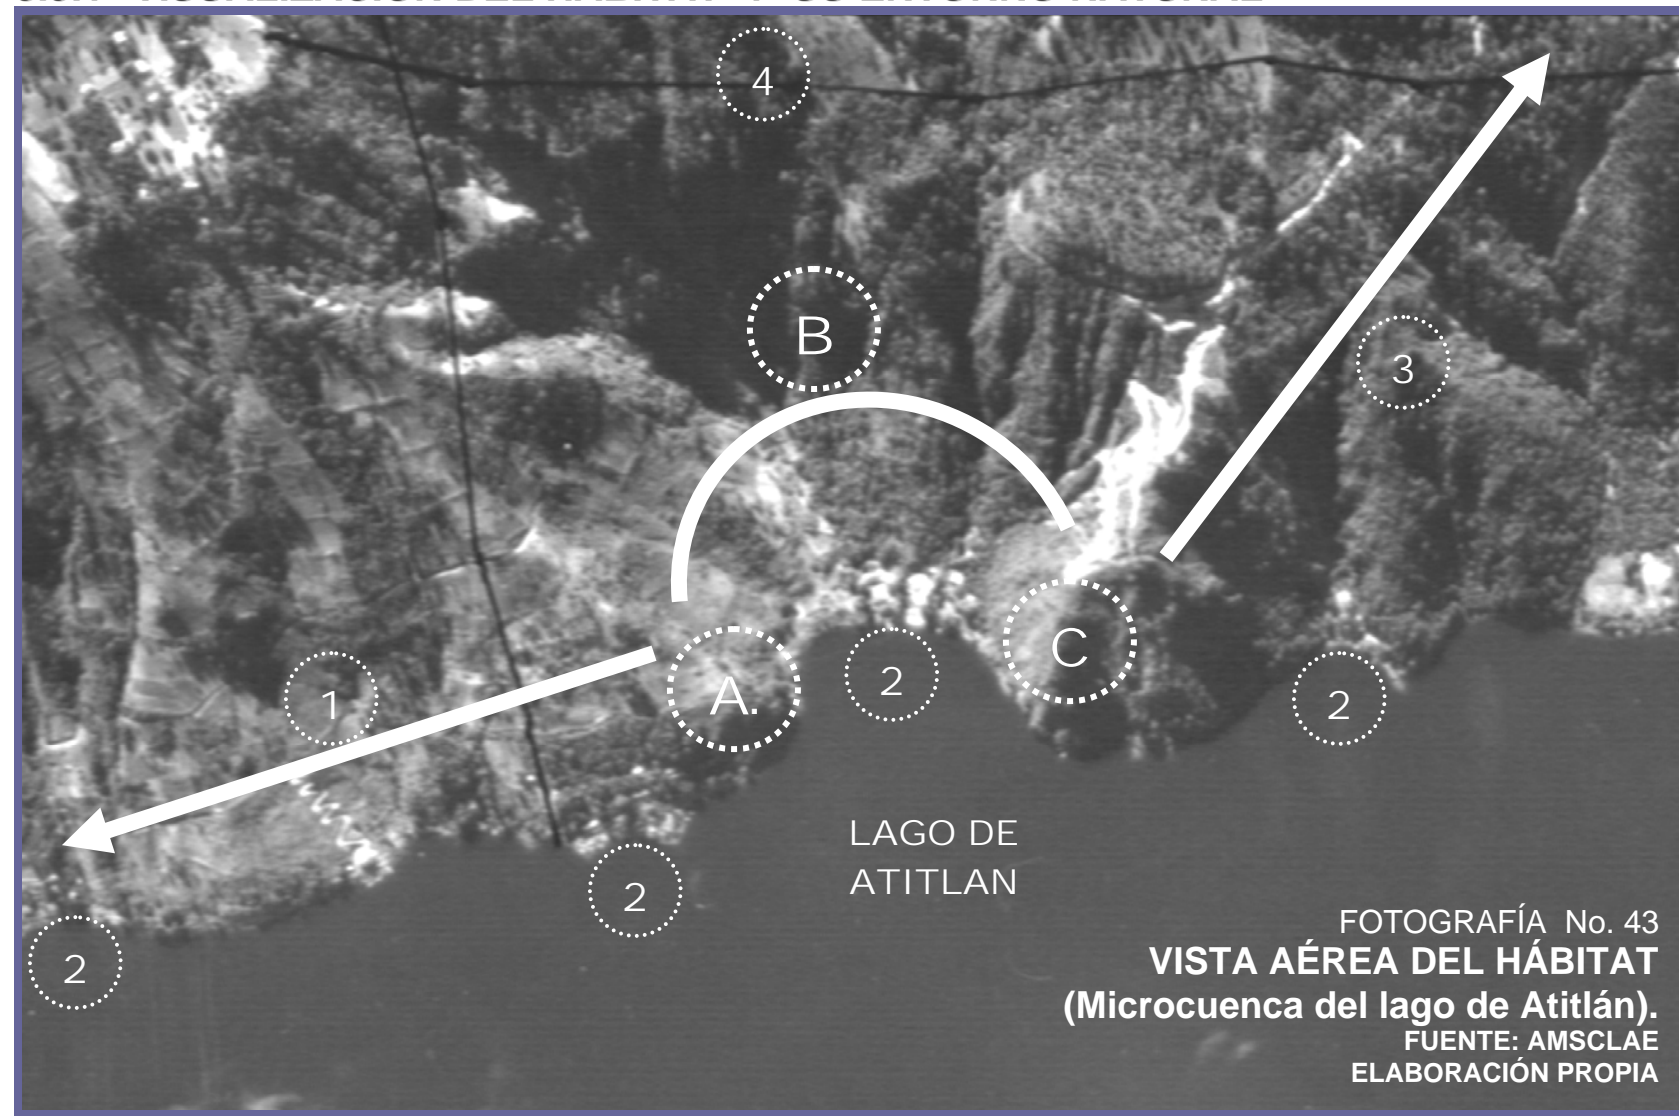 4
B
3
1
A.
2
C
2
2
2
LAGO DE
ATITLAN
FOTOGRAFÍA No. 43
VISTA AÉREA DEL HÁBITAT
(Microcuenca del lago de Atitlán).
FUENTE: AMSCLAE
ELABORACIÓN PROPIA